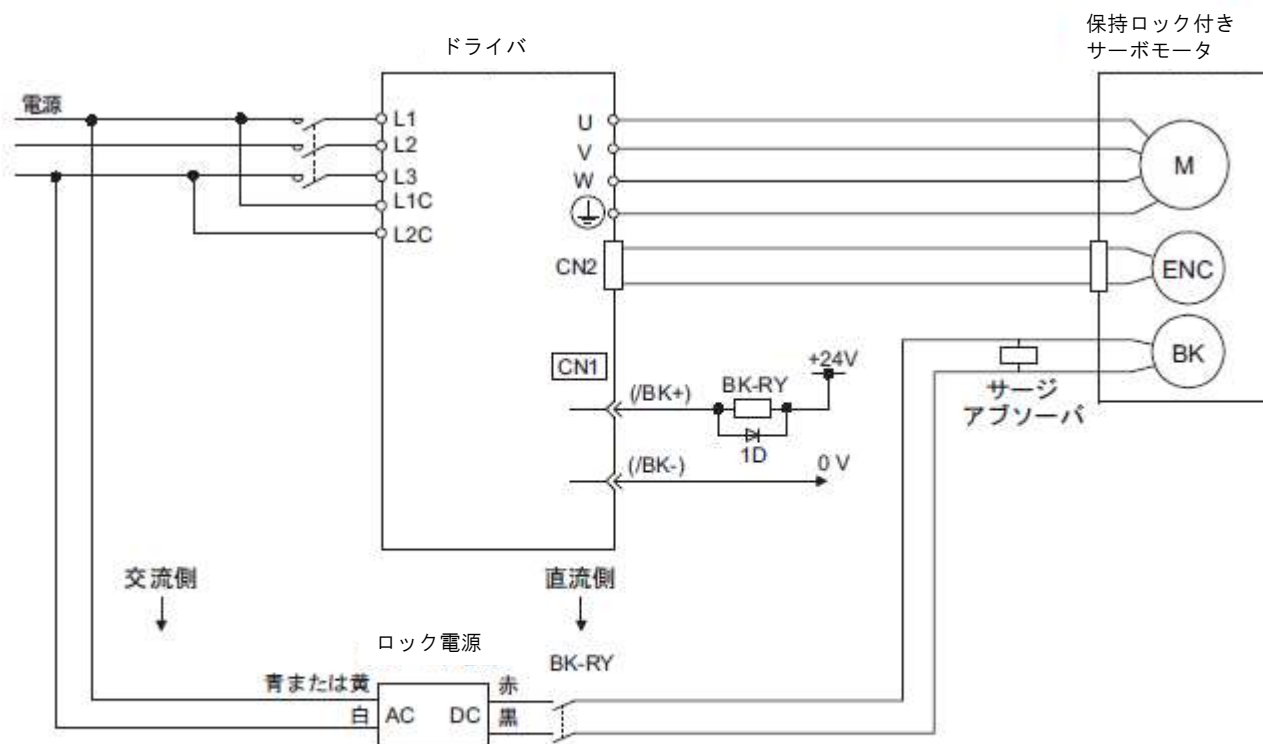 保持ロック付き
サーボモータ
ドライバ
電源
L1
L2
L3
L1C
L2C
U
V
W
M
CN2
ENC
BK
CN1
(/BK+)
BK-RY
+24V
1D
サージ
アブソーバ
(/BK-)
0 V
交流側
直流側
ロック電源
BK-RY
青または黄
赤
白
AC
DC
黒